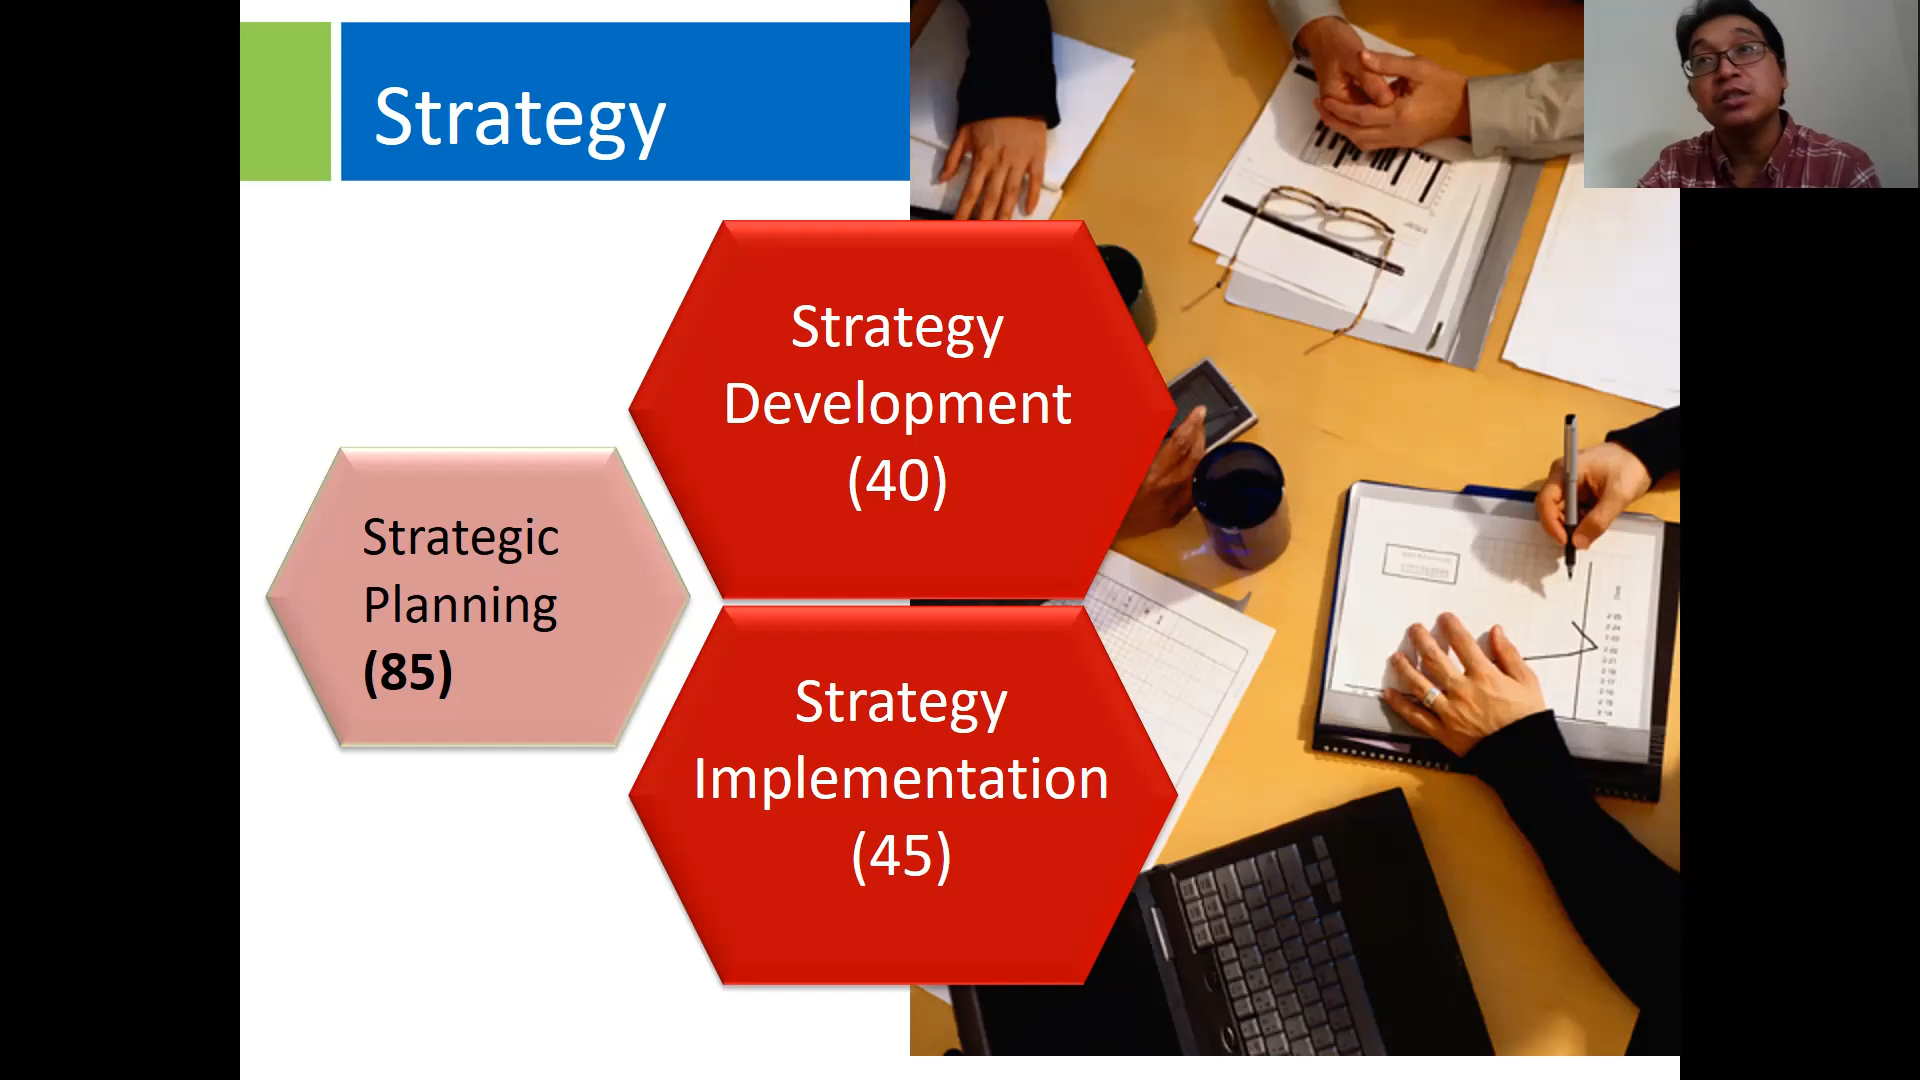 Strategy
Strategy
Development
(40)
Strategic
Planning
(85)
Strategy
Implementation
(45)